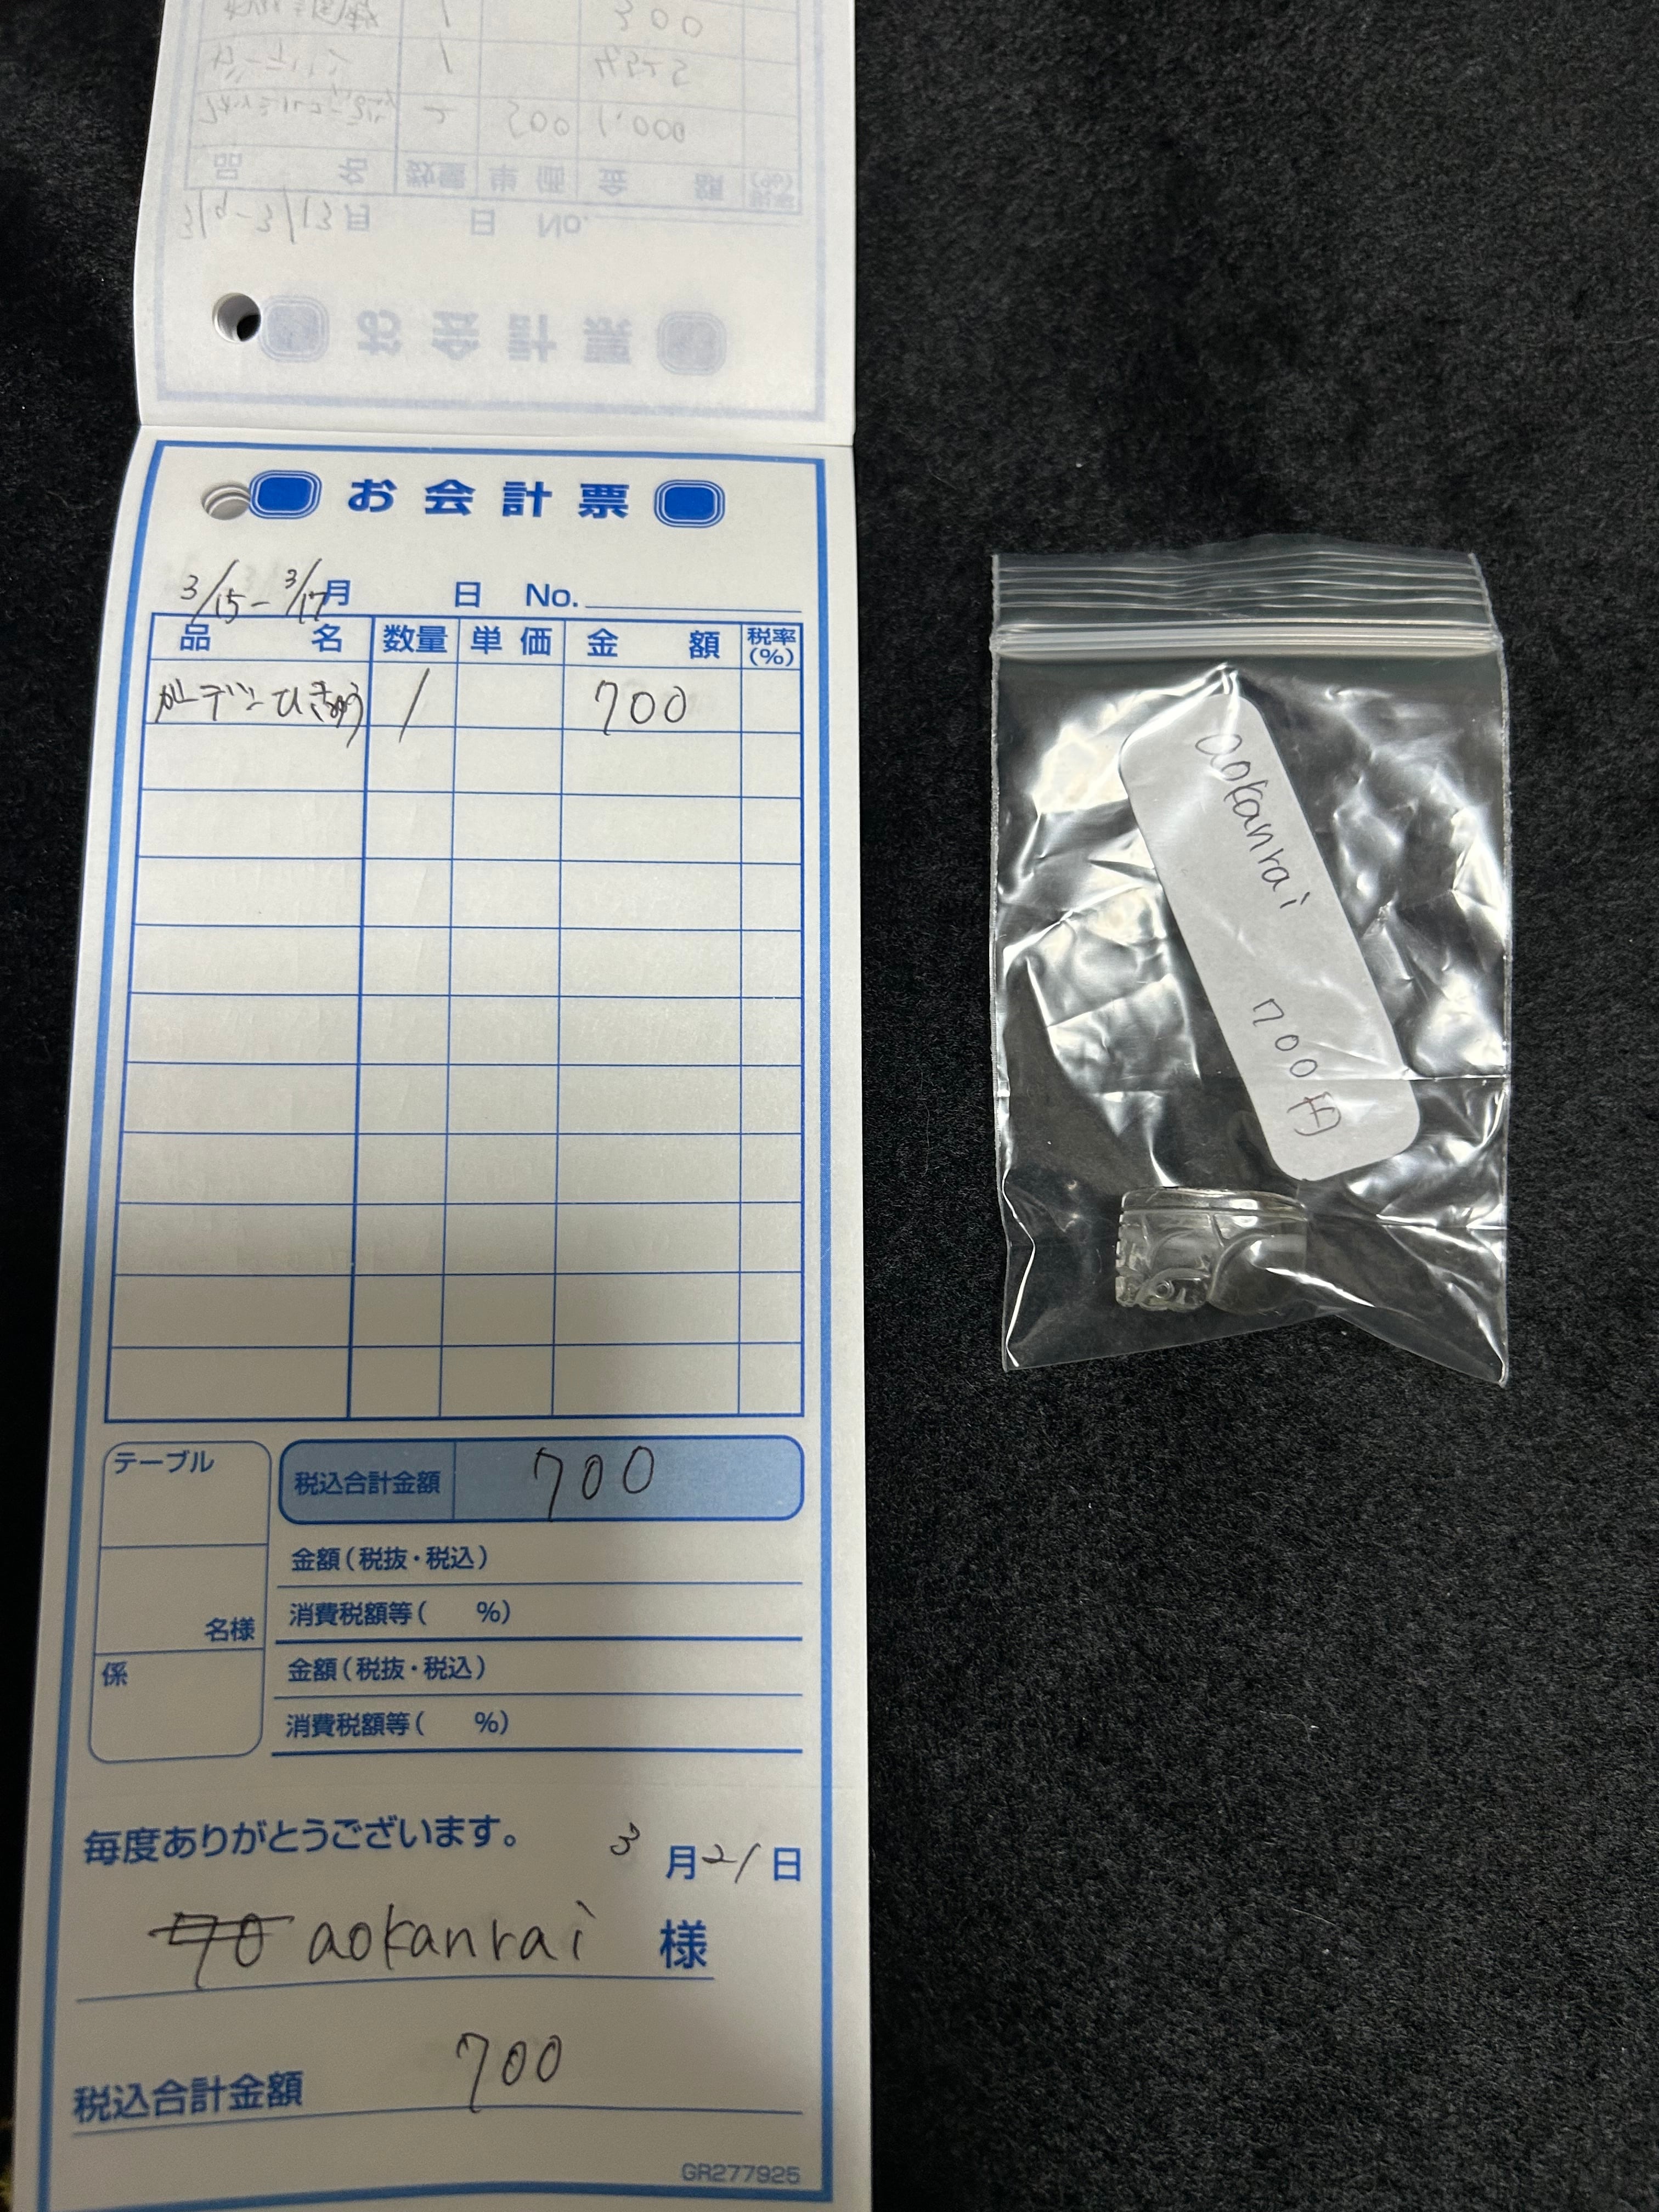 お会計票
3/15-3/17月 日 No.
品名 数量 単価 金額 税率(%)
ガーデンひきゅう 1 700
テーブル
名様
係
税込合計金額 700
金額(税抜・税込)
消費税額等( %)
金額(税抜・税込)
消費税額等( %)
毎度ありがとうございます。 3月21日
aokanrai 様
税込合計金額 700
GR277925
aokanrai 700円